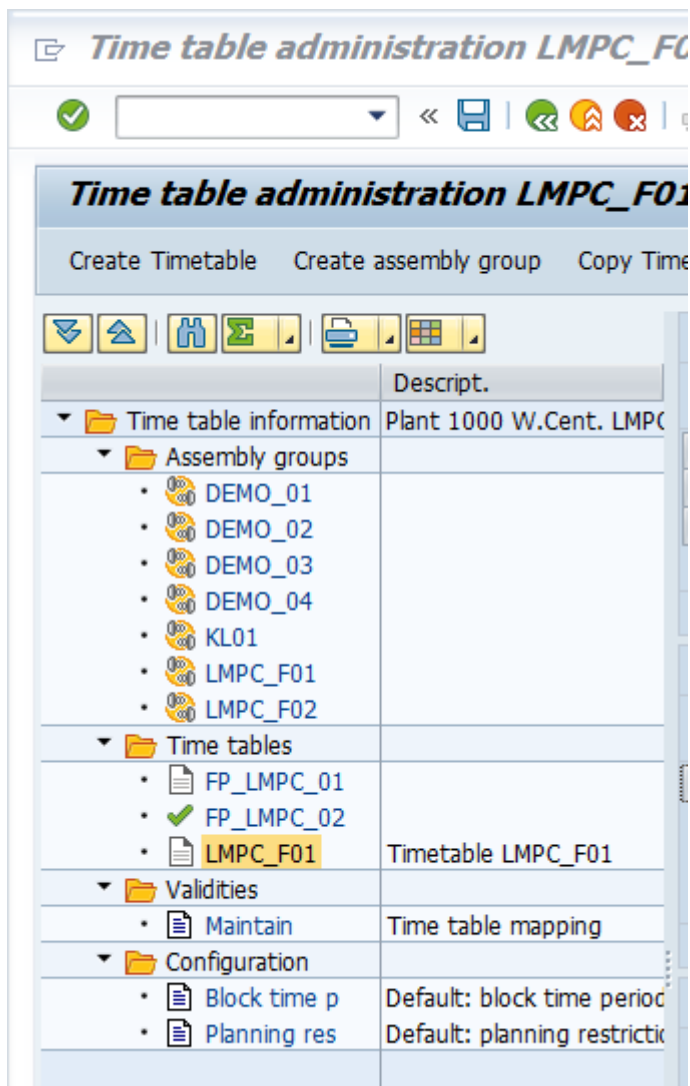 Time table administration LMPC_F0
Time table administration LMPC_F01
Create Timetable Create assembly group Copy Time
Descript.
Time table information Plant 1000 W.Cent. LMPC
Assembly groups
DEMO_01
DEMO_02
DEMO_03
DEMO_04
KL01
LMPC_F01
LMPC_F02
Time tables
FP_LMPC_01
FP_LMPC_02
LMPC_F01 Timetable LMPC_F01
Validities
Maintain Time table mapping
Configuration
Block time p Default: block time period
Planning res Default: planning restrictio